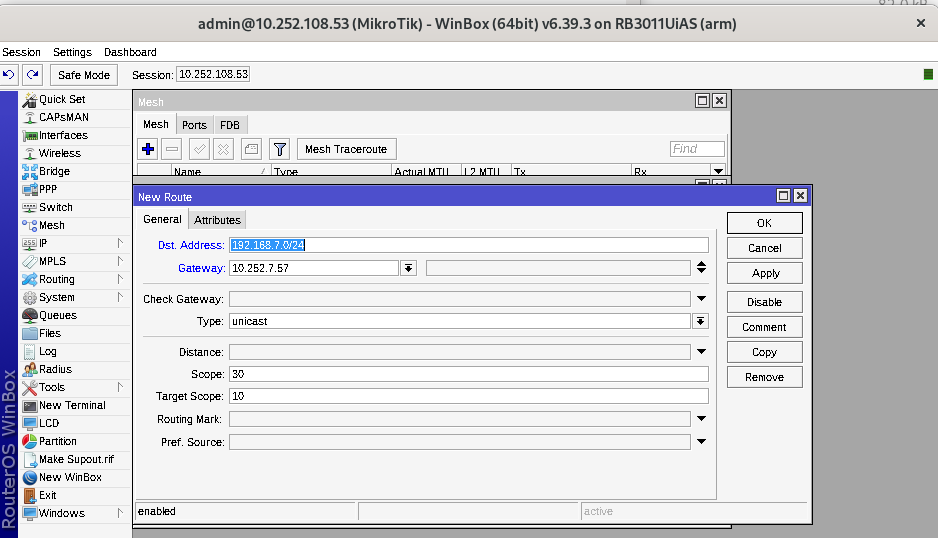 admin@10.252.108.53 (MikroTik) - WinBox (64bit) v6.39.3 on RB3011UiAS (arm)
Session Settings Dashboard
Safe Mode Session: 10.252.108.53
Quick Set
CAPsMAN
Interfaces
Wireless
Bridge
PPP
Switch
Mesh
IP
MPLS
Routing
System
Queues
Files
Log
Radius
Tools
New Terminal
LCD
Partition
Make Supout.rif
New WinBox
Exit
Windows
RouterOS WinBox
Mesh
Mesh Ports FDB
Mesh Traceroute Find
Name Type Actual MTU L2 MTU Tx Rx
New Route
General Attributes
Dst. Address: 192.168.7.0/24
Gateway: 10.252.7.57
Check Gateway:
Type: unicast
Distance:
Scope: 30
Target Scope: 10
Routing Mark:
Pref. Source:
OK
Cancel
Apply
Disable
Comment
Copy
Remove
enabled active